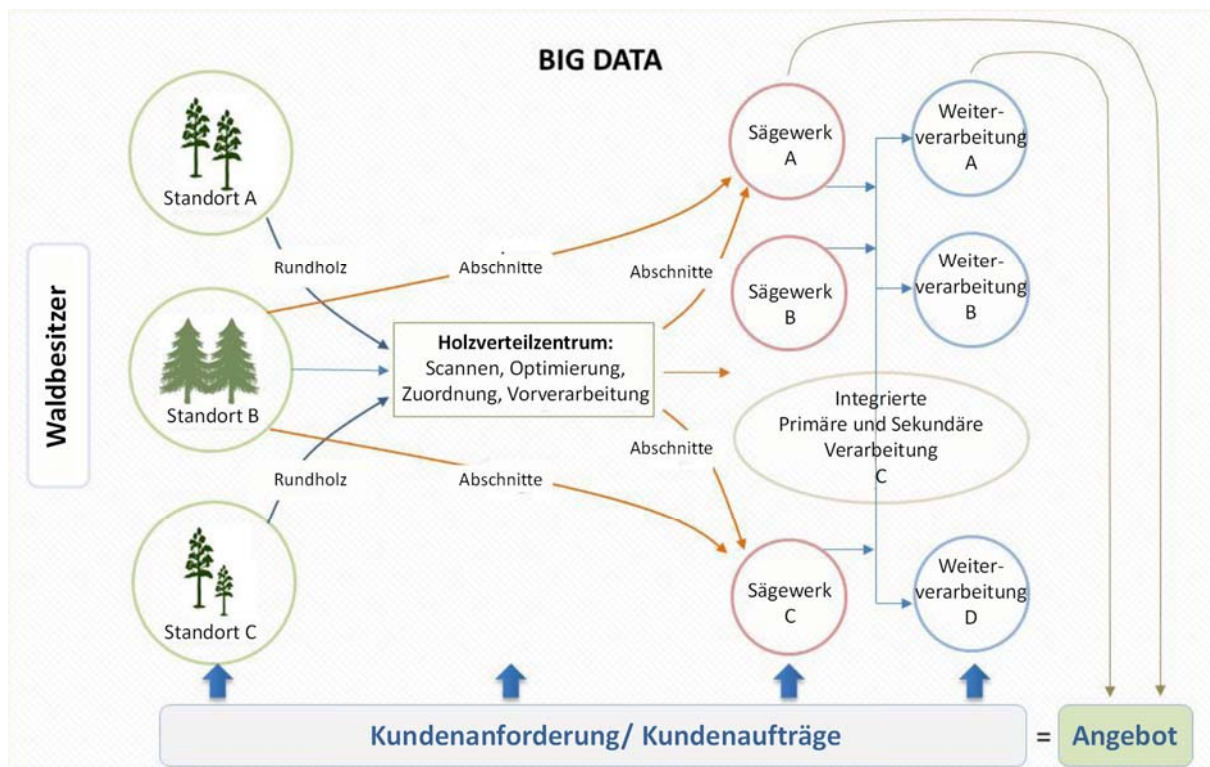 BIG DATA
Waldbesitzer
Standort A
Standort B
Standort C
Rundholz
Rundholz
Abschnitte
Abschnitte
Holzverteilzentrum:
Scannen, Optimierung,
Zuordnung, Vorverarbeitung
Abschnitte
Abschnitte
Sägewerk
A
Sägewerk
B
Integrierte
Primäre und Sekundäre
Verarbeitung
C
Sägewerk
C
Weiter-
verarbeitung
A
Weiter-
verarbeitung
B
Weiter-
verarbeitung
D
Kundenanforderung/ Kundenaufträge
=
Angebot